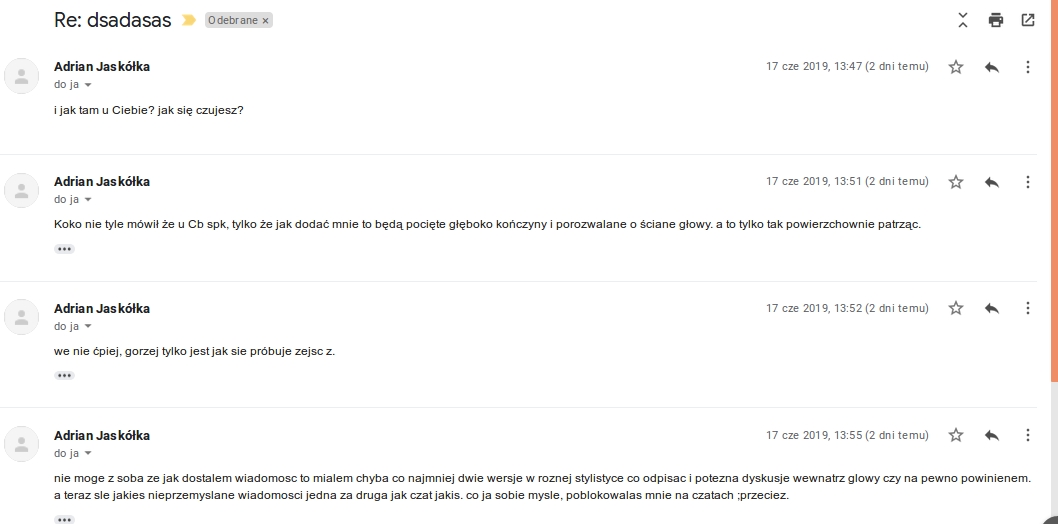 Re: dsadasas Odebrane ×
Adrian Jaskółka 17 cze 2019, 13:47 (2 dni temu)
do ja
i jak tam u Ciebie? jak się czujesz?
Adrian Jaskółka 17 cze 2019, 13:51 (2 dni temu)
do ja
Koko nie tyle mówił że u Cb spk, tylko że jak dodać mnie to będą pocięte głęboko kończyny i porozwalane o ściane głowy. a to tylko tak powierzchownie patrząc.
•••
Adrian Jaskółka 17 cze 2019, 13:52 (2 dni temu)
do ja
we nie ćpiej, gorzej tylko jest jak sie próbuje zejsc z.
•••
Adrian Jaskółka 17 cze 2019, 13:55 (2 dni temu)
do ja
nie moge z soba ze jak dostalem wiadomosc to mialem chyba co najmniej dwie wersje w roznej stylistyce co odpisac i potezna dyskusje wewnatrz glowy czy na pewno powinienem.
a teraz sle jakies nieprzemyslane wiadomosci jedna za druga jak czat jakis. co ja sobie mysle, poblokowalas mnie na czatach ;przeciez.
•••